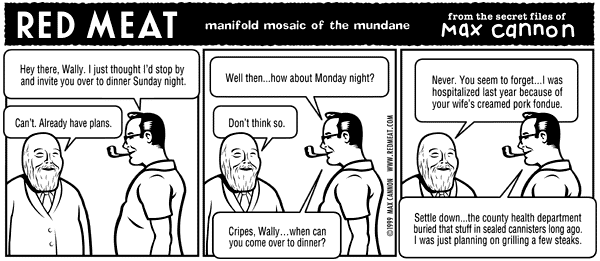 RED MEAT
manifold mosaic of the mundane
from the secret files of
max cannon
Hey there, Wally. I just thought I'd stop by
and invite you over to dinner Sunday night.
Can't. Already have plans.
Well then...how about Monday night?
Don't think so.
Cripes, Wally...when can
you come over to dinner?
©1999 MAX CANNON WWW.REDMEAT.COM
Never. You seem to forget...I was
hospitalized last year because of
your wife's creamed pork fondue.
Settle down...the county health department
buried that stuff in sealed cannisters long ago.
I was just planning on grilling a few steaks.